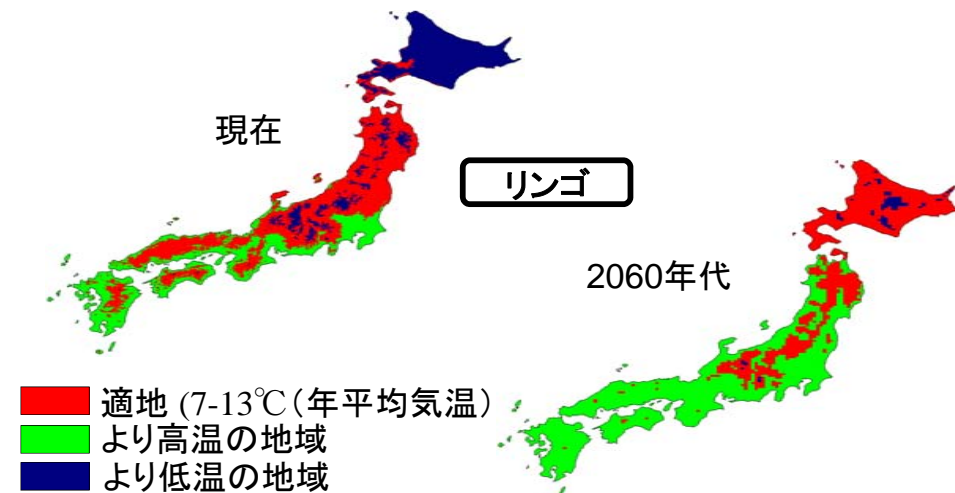 現在
リンゴ
2060年代
適地 (7-13℃(年平均気温)
より高温の地域
より低温の地域